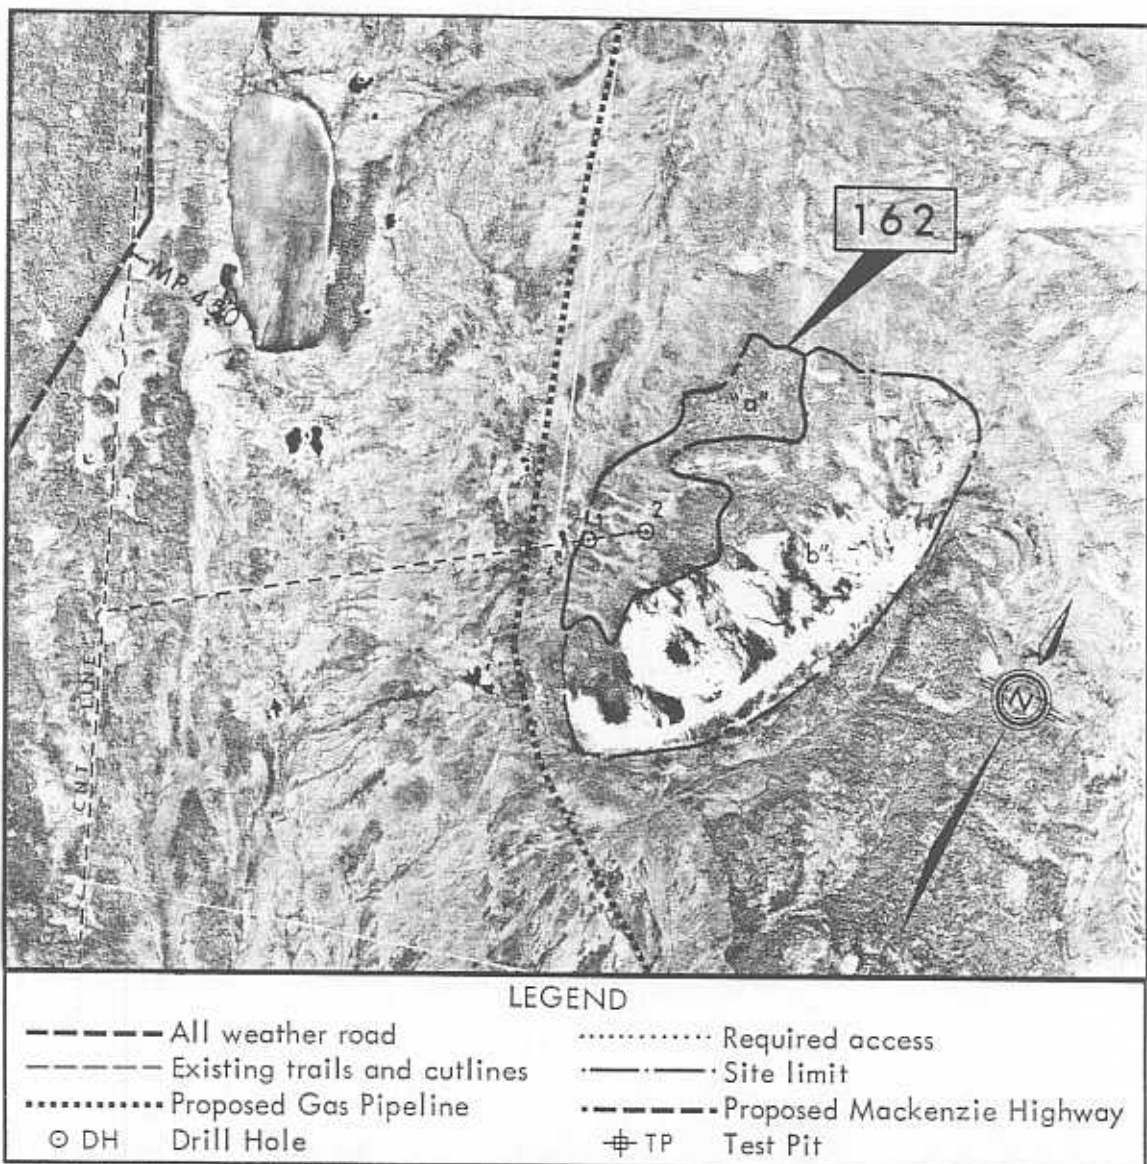 162
MP 450
"a"
1
2
b"
CNT LINE
N
LEGEND
All weather road
Required access
Existing trails and cutlines
Site limit
Proposed Gas Pipeline
Proposed Mackenzie Highway
DH Drill Hole
TP Test Pit